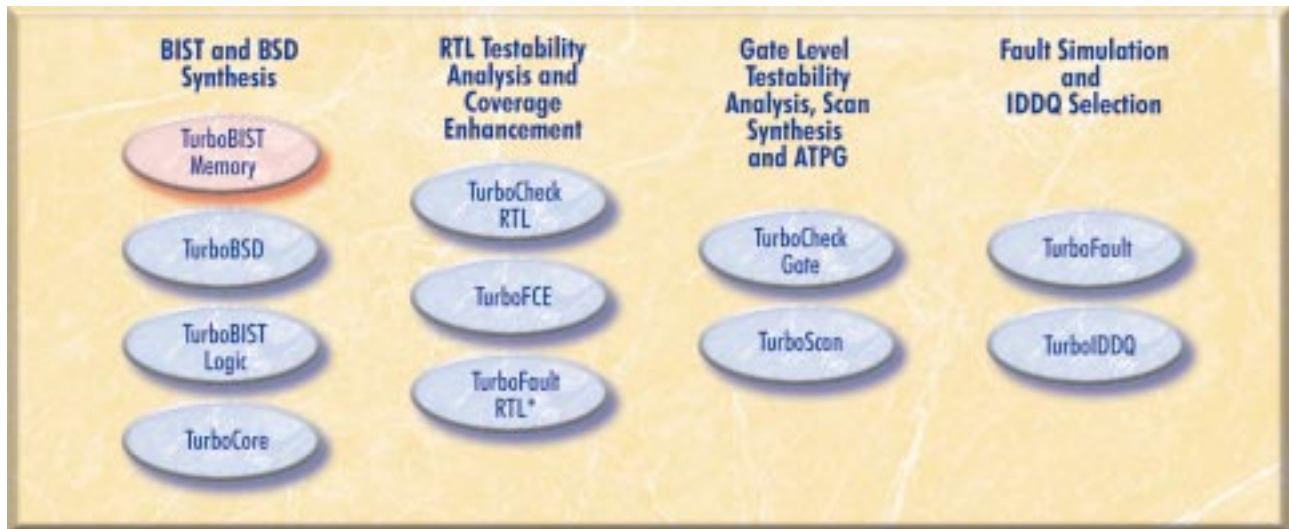 BIST and BSD
Synthesis
TurboBIST
Memory
TurboBSD
TurboBIST
Logic
TurboCore
RTL Testability
Analysis and
Coverage
Enhancement
TurboCheck
RTL
TurboFCE
TurboFault
RTL*
Gate Level
Testability
Analysis, Scan
Synthesis
and ATPG
TurboCheck
Gate
TurboScan
Fault Simulation
and
IDDQ Selection
TurboFault
TurboIDDQ